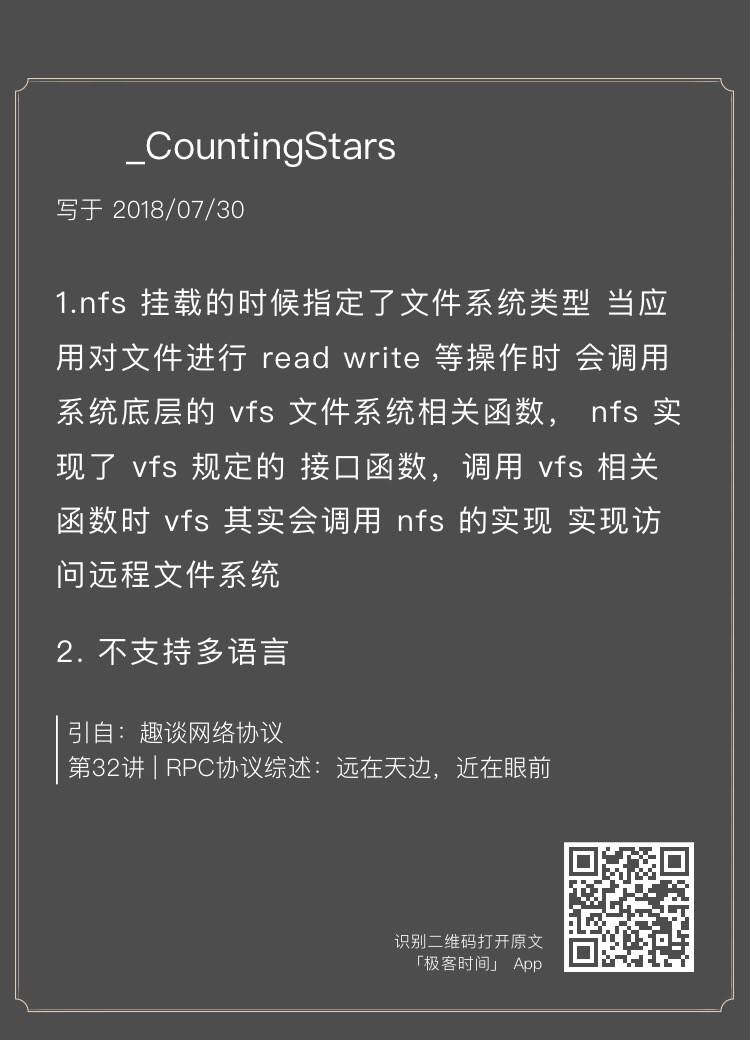 _CountingStars
写于 2018/07/30
1.nfs 挂载的时候指定了文件系统类型 当应
用对文件进行 read write 等操作时 会调用
系统底层的 vfs 文件系统相关函数， nfs 实
现了 vfs 规定的 接口函数，调用 vfs 相关
函数时 vfs 其实会调用 nfs 的实现 实现访
问远程文件系统
2. 不支持多语言
引自：趣谈网络协议
第32讲 | RPC协议综述：远在天边，近在眼前
识别二维码打开原文
「极客时间」 App